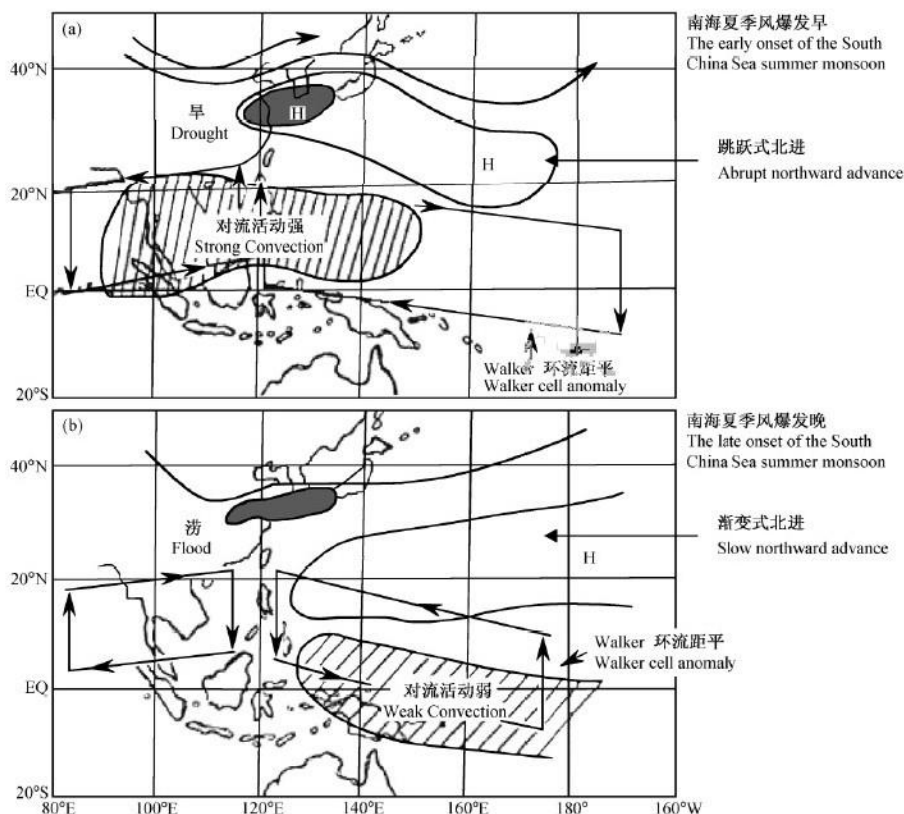 (a)
南海夏季风爆发早
The early onset of the South
China Sea summer monsoon
40°N
旱
Drought
H
H
跳跃式北进
Abrupt northward advance
20°N
对流活动强
Strong Convection
EQ
Walker 环流距平
Walker cell anomaly
20°S
(b)
南海夏季风爆发晚
The late onset of the South
China Sea summer monsoon
40°N
涝
Flood
渐变式北进
Slow northward advance
H
20°N
Walker 环流距平
Walker cell anomaly
对流活动弱
Weak Convection
EQ
20°S
80°E 100°E 120°E 140°E 160°E 180° 160°W